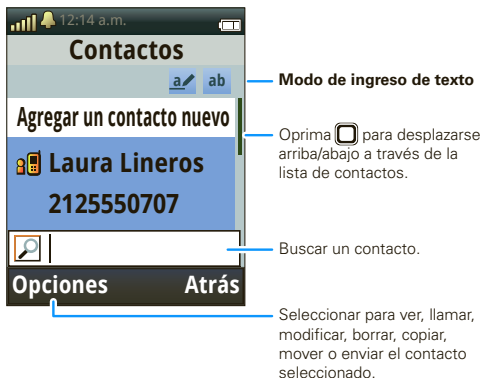 12:14 a.m.
Contactos
a ab
Modo de ingreso de texto
Agregar un contacto nuevo
Oprima para desplazarse
arriba/abajo a través de la
lista de contactos.
Laura Lineros
2125550707
Buscar un contacto.
Opciones Atrás
Seleccionar para ver, llamar,
modificar, borrar, copiar,
mover o enviar el contacto
seleccionado.